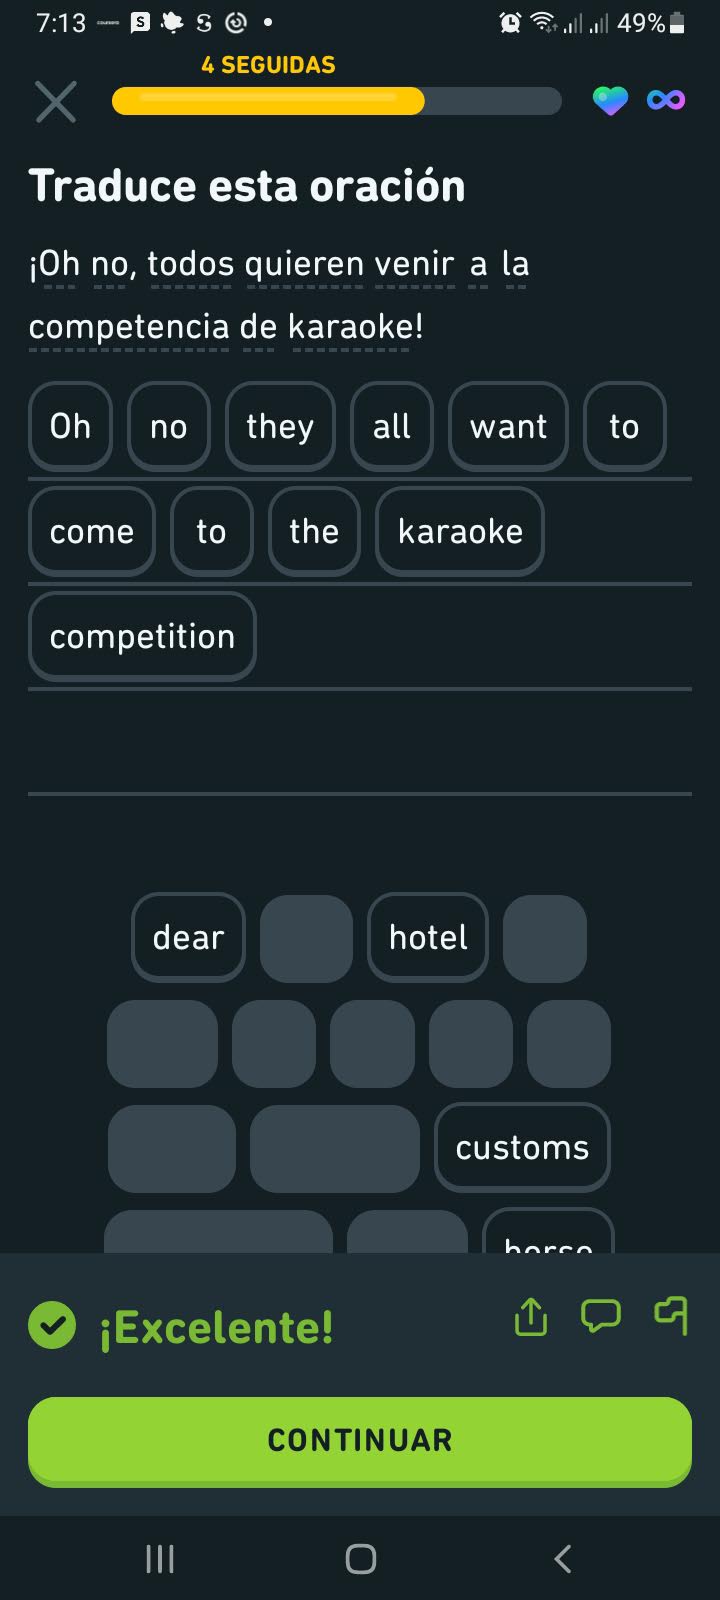 7:13
49%
4 SEGUIDAS
Traduce esta oración
¡Oh no, todos quieren venir a la
competencia de karaoke!
Oh no they all want to
come to the karaoke
competition
dear hotel
customs
horse
¡Excelente!
CONTINUAR